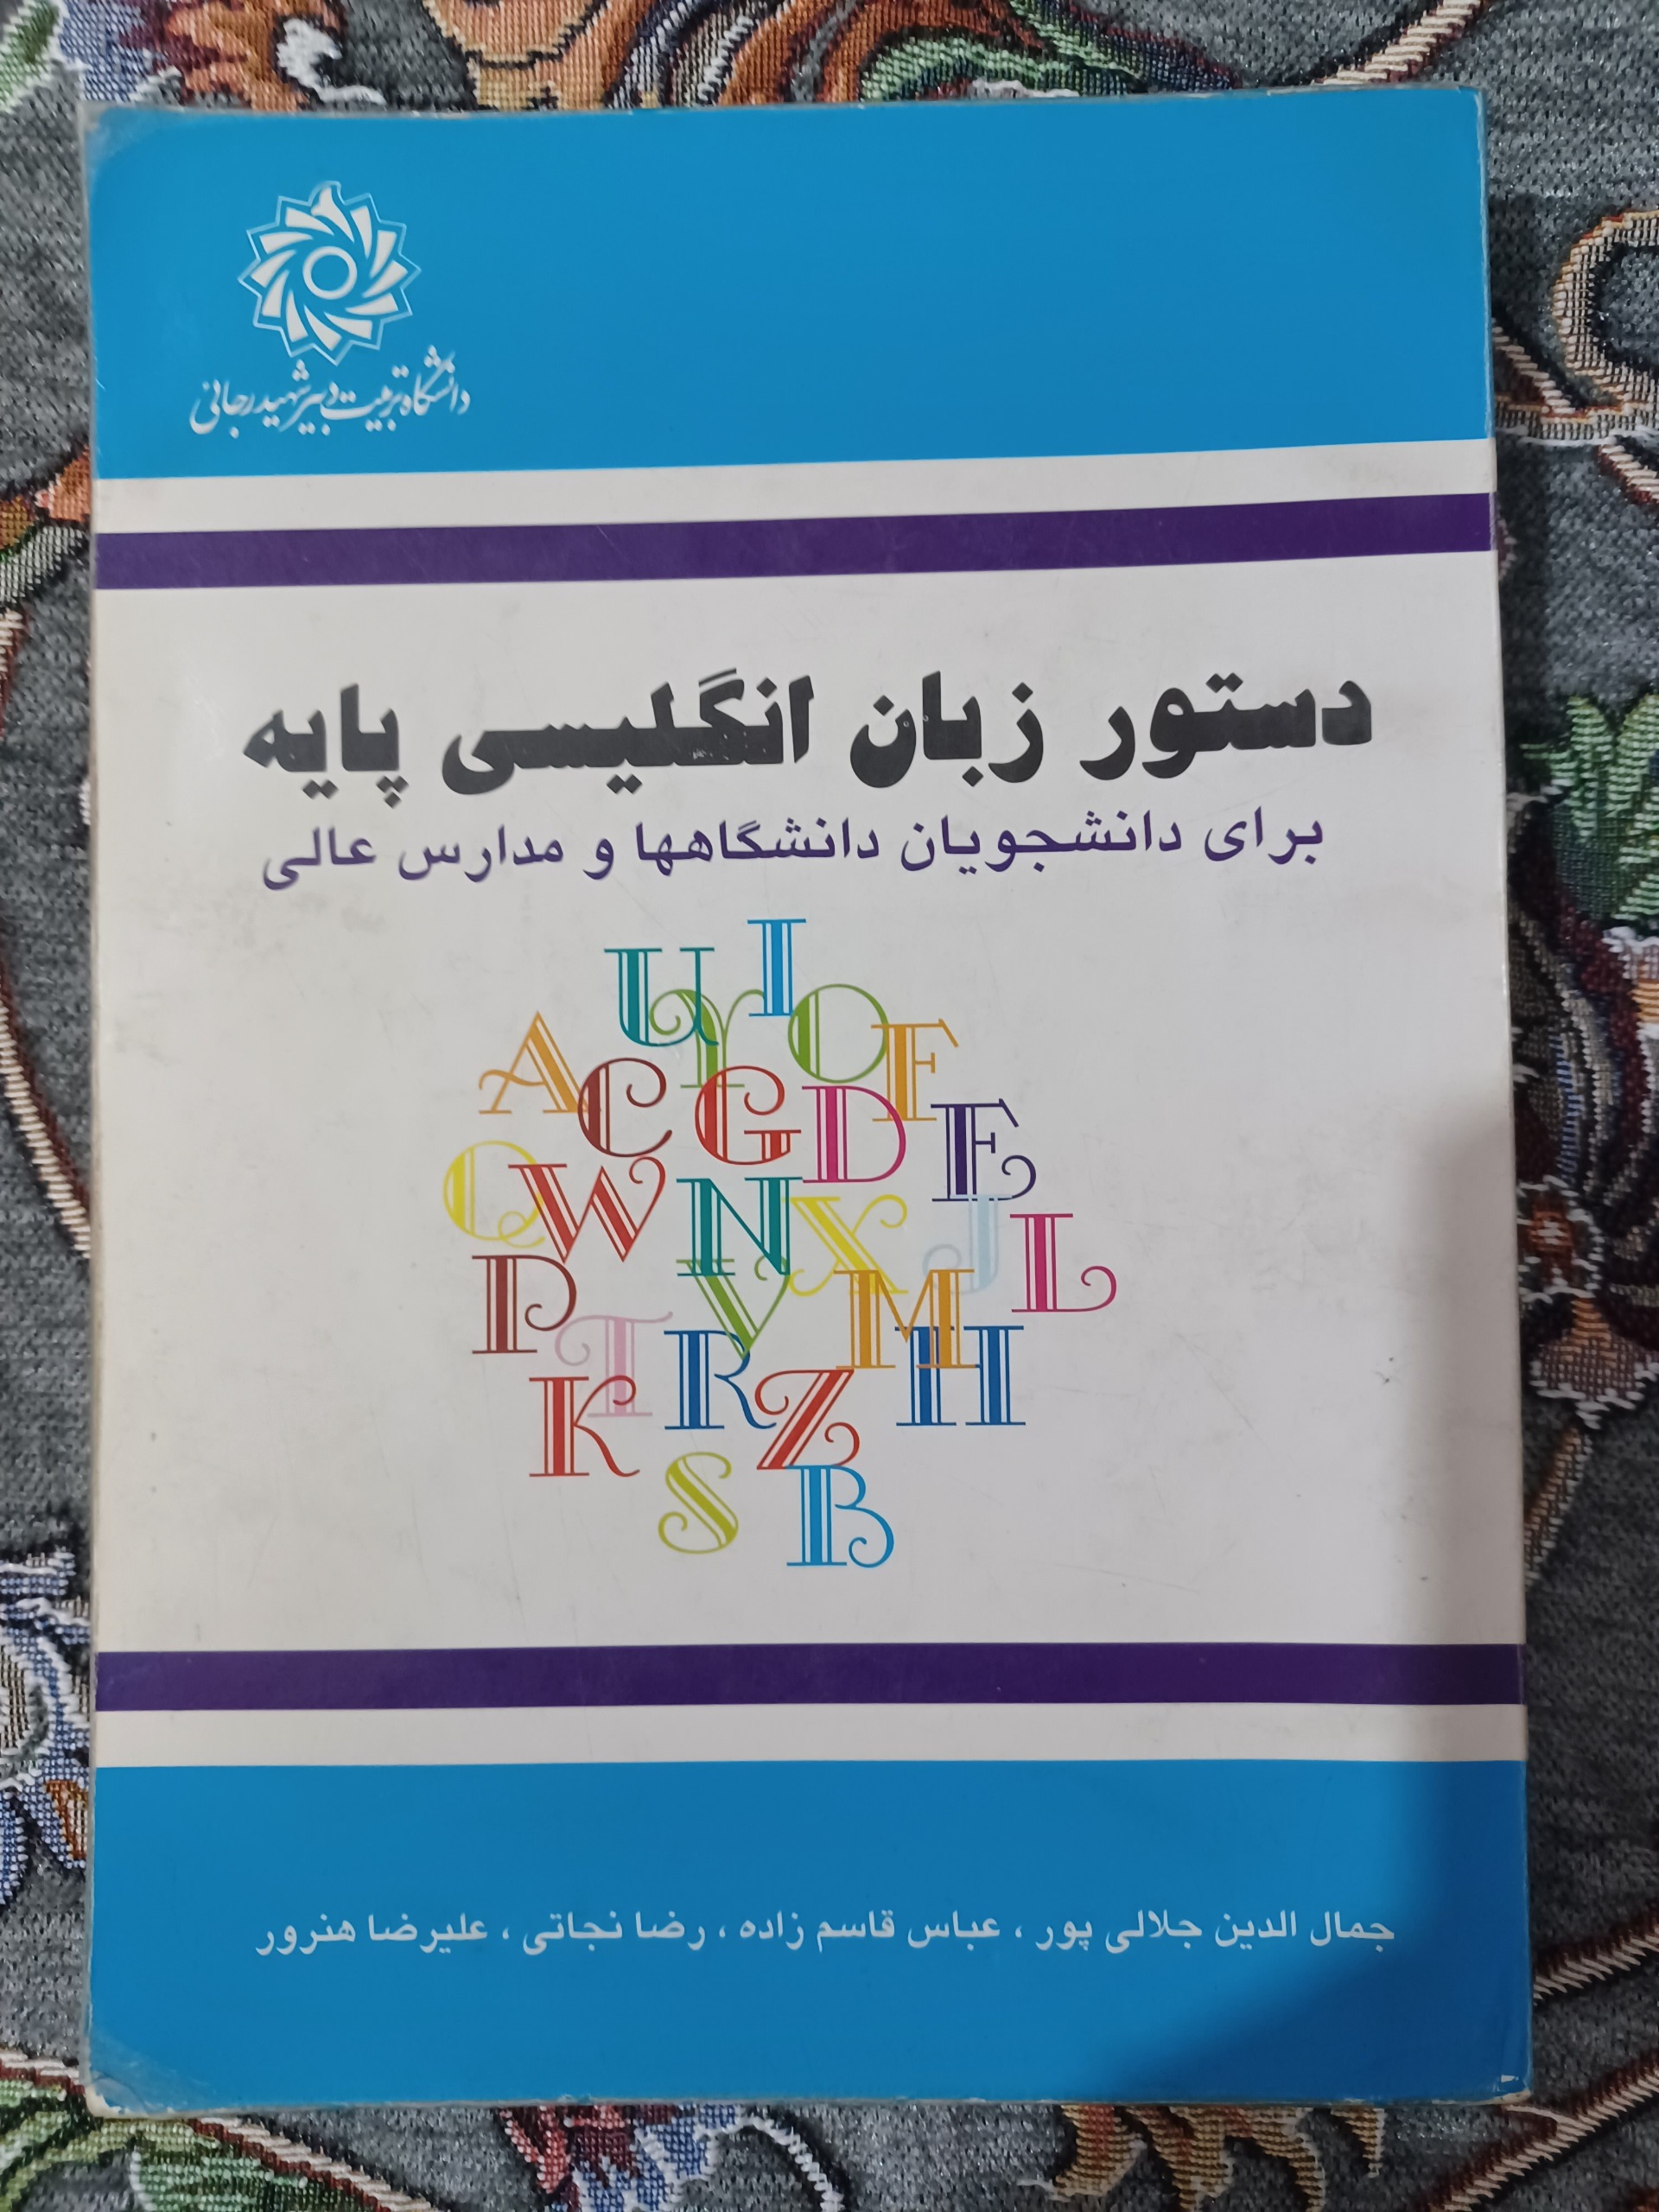 دانشگاه تربیت دبیر شهید رجائی
دستور زبان انگلیسی پایه
برای دانشجویان دانشگاهها و مدارس عالی
I
U
Y O F
A C G D E
Q W N X J L
P T V M
R H
K Z
S B
جمال الدین جلالی پور ، عباس قاسم زاده ، رضا نجاتی ، علیرضا هنرور